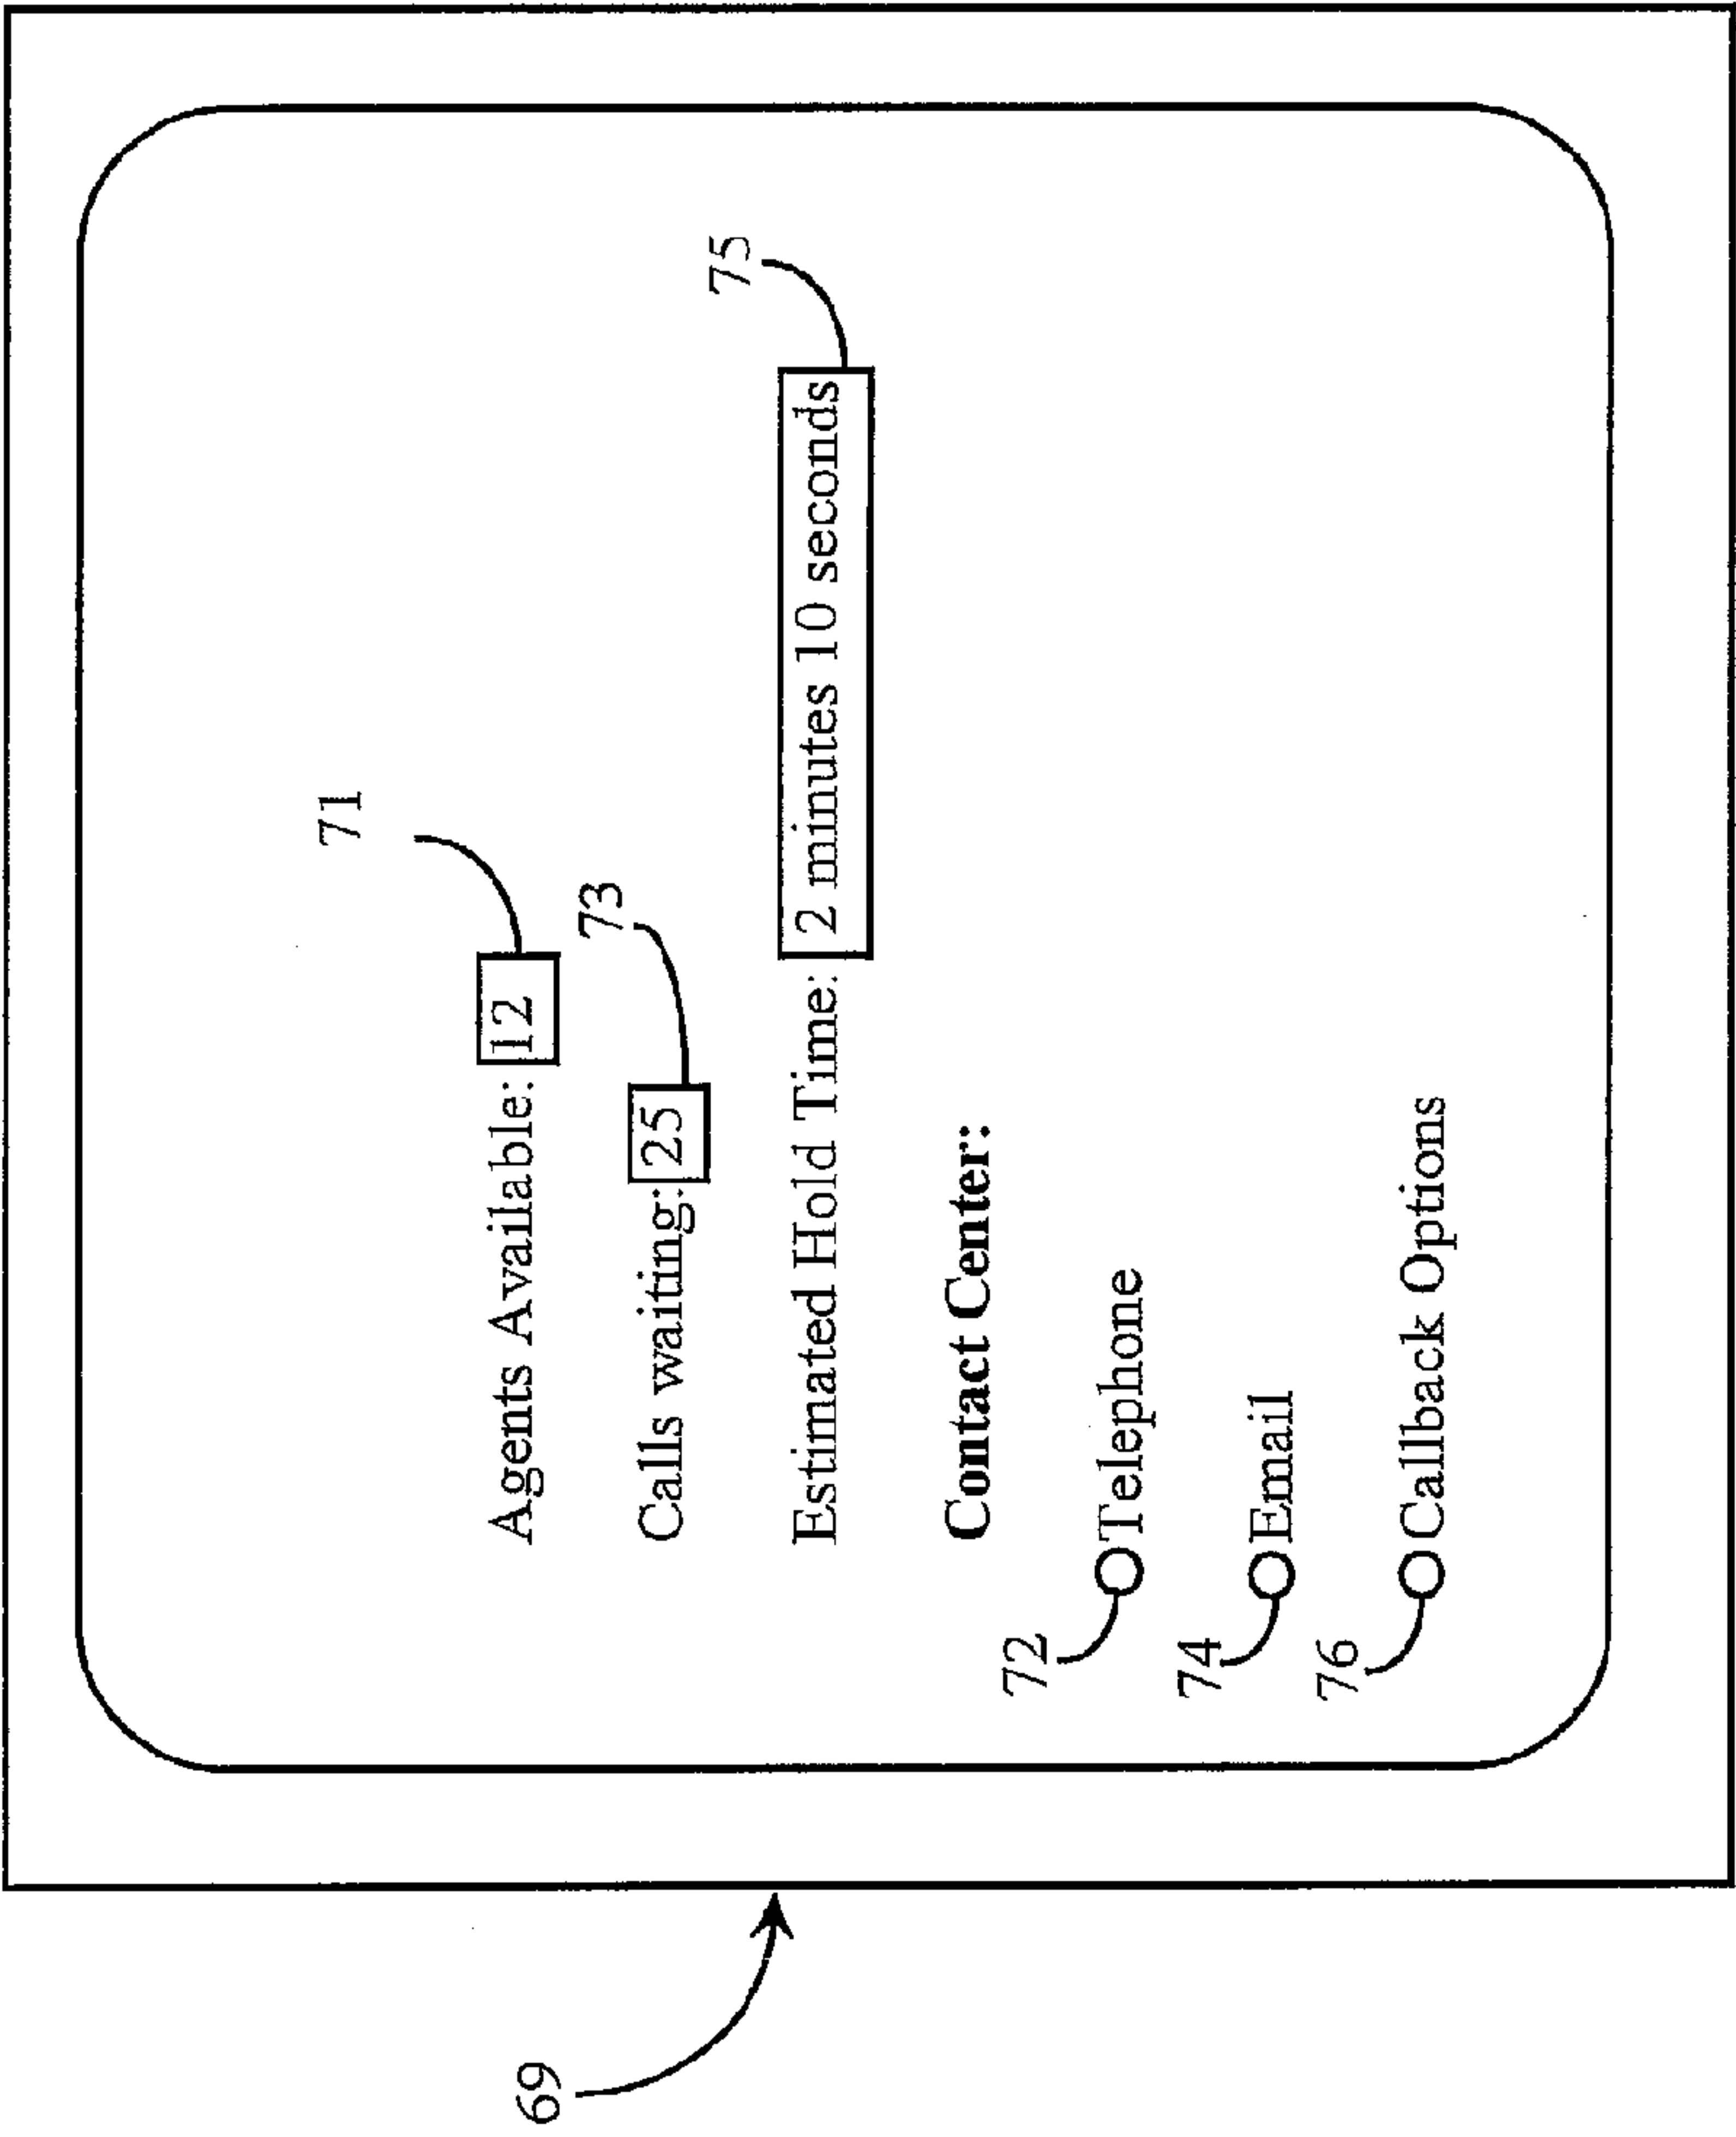 71
Agents Available: 12
73
Calls waiting: 25
75
Estimated Hold Time: 2 minutes 10 seconds
69
Contact Center:
72
Telephone
74
Email
76
Callback Options